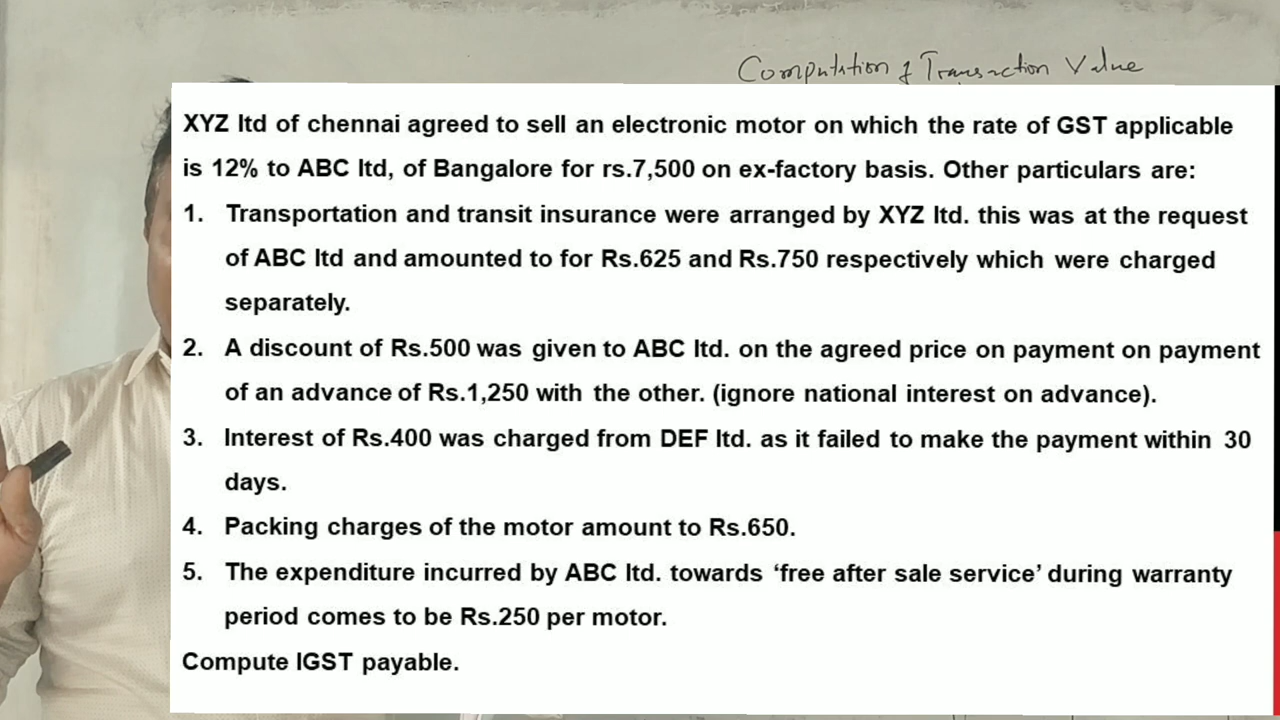 Computation of Transaction Value
XYZ ltd of chennai agreed to sell an electronic motor on which the rate of GST applicable
is 12% to ABC ltd, of Bangalore for rs.7,500 on ex-factory basis. Other particulars are:
1. Transportation and transit insurance were arranged by XYZ ltd. this was at the request
of ABC ltd and amounted to for Rs.625 and Rs.750 respectively which were charged
separately.
2. A discount of Rs.500 was given to ABC ltd. on the agreed price on payment on payment
of an advance of Rs.1,250 with the other. (ignore national interest on advance).
3. Interest of Rs.400 was charged from DEF ltd. as it failed to make the payment within 30
days.
4. Packing charges of the motor amount to Rs.650.
5. The expenditure incurred by ABC ltd. towards ‘free after sale service’ during warranty
period comes to be Rs.250 per motor.
Compute IGST payable.